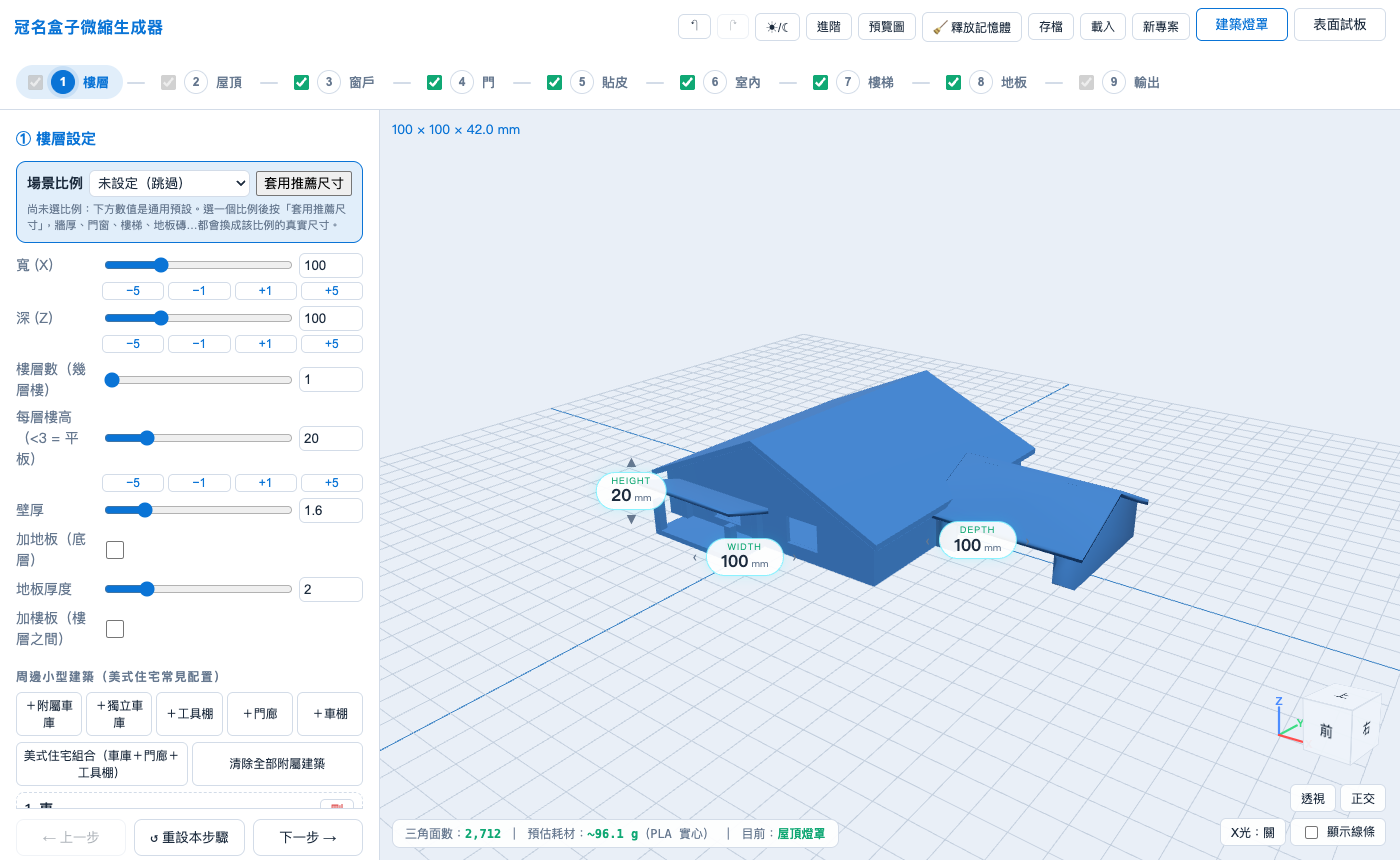 冠名盒子微縮生成器
進階
預覽圖
🧹 釋放記憶體
存檔
載入
新專案
建築燈罩
表面試板
1 樓層
2 屋頂
3 窗戶
4 門
5 貼皮
6 室內
7 樓梯
8 地板
9 輸出
① 樓層設定
場景比例 未設定（跳過） 套用推薦尺寸
尚未選比例：下方數值是通用預設。選一個比例後按「套用推薦尺
寸」，牆厚、門窗、樓梯、地板磚…都會換成該比例的真實尺寸。
寬 (X) 100
−5 −1 +1 +5
深 (Z) 100
−5 −1 +1 +5
樓層數（幾
層樓） 1
每層樓高
（<3 = 平
板） 20
−5 −1 +1 +5
壁厚 1.6
加地板（底
層）
地板厚度 2
加樓板（樓
層之間）
周邊小型建築（美式住宅常見配置）
＋附屬車
庫
＋獨立車
庫
＋工具棚
＋門廊
＋車棚
美式住宅組合（車庫＋門廊＋
工具棚）
清除全部附屬建築
← 上一步
↺ 重設本步驟
下一步 →
100 × 100 × 42.0 mm
HEIGHT
20 mm
WIDTH
100 mm
DEPTH
100 mm
Z
Y
上
前
右
透視
正交
X光：關
顯示線條
三角面數：2,712 | 預估耗材：~96.1 g (PLA 實心) | 目前：屋頂燈罩